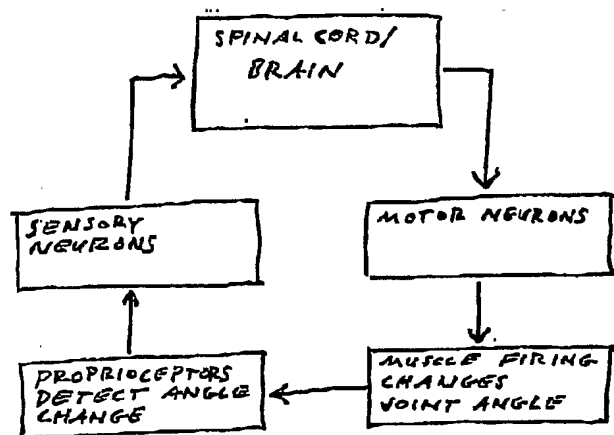 SPINAL CORD/
BRAIN
SENSORY
NEURONS
MOTOR NEURONS
PROPRIOCEPTORS
DETECT ANGLE
CHANGE
MUSCLE FIRING
CHANGES
JOINT ANGLE